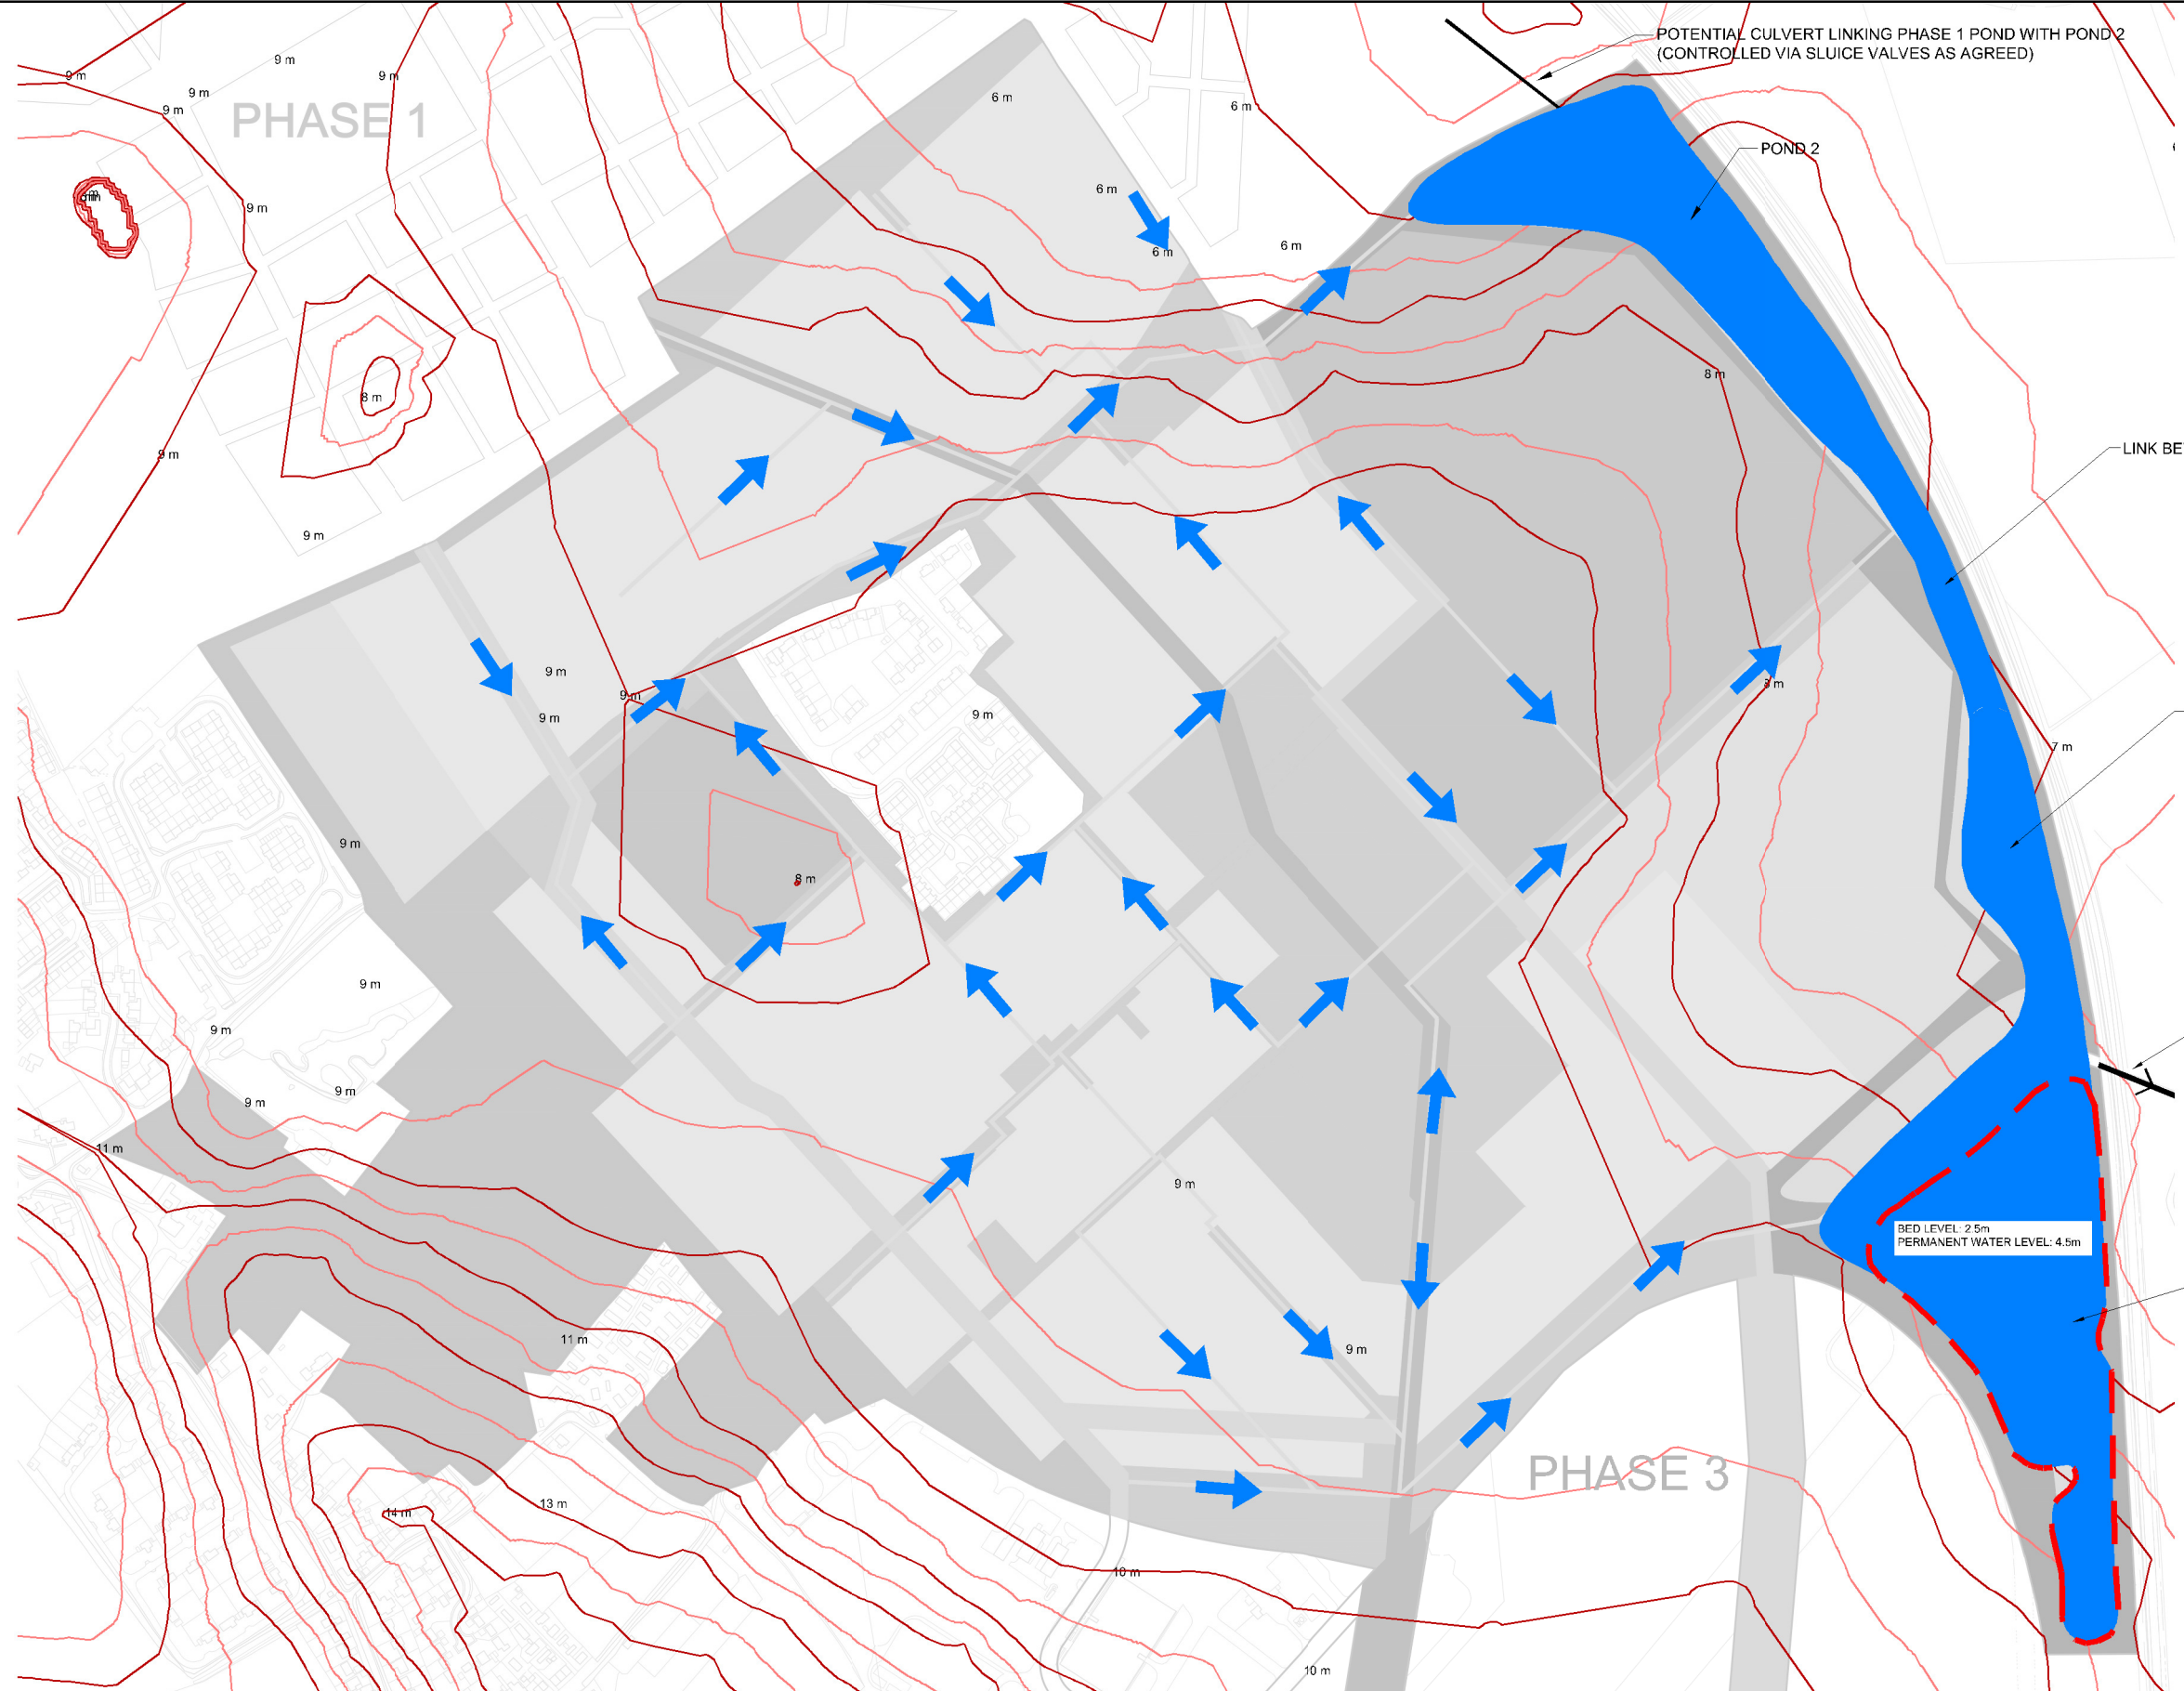 POTENTIAL CULVERT LINKING PHASE 1 POND WITH POND 2
(CONTROLLED VIA SLUICE VALVES AS AGREED)
9 m
9 m
9 m
9 m
9 m
PHASE 1
6 m
6 m
POND 2
6 m
9 m
6 m
6 m
8 m
8 m
9 m
LINK BE
9 m
9 m
9 m
9 m
9 m
8 m
7 m
9 m
8 m
9 m
9 m
9 m
9 m
11 m
9 m
BED LEVEL: 2.5m
PERMANENT WATER LEVEL: 4.5m
11 m
9 m
PHASE 3
13 m
14 m
10 m
10 m